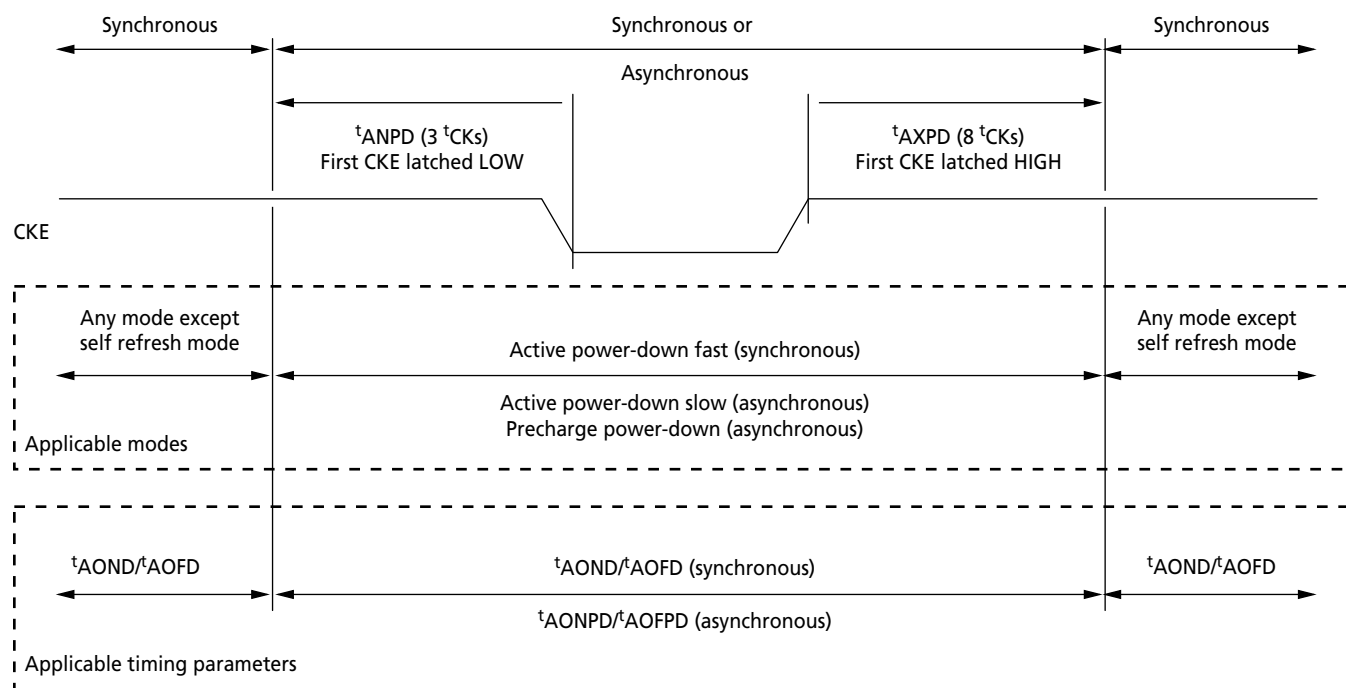 Synchronous
Synchronous or
Asynchronous
Synchronous
tANPD (3 tCKs)
First CKE latched LOW
tAXPD (8 tCKs)
First CKE latched HIGH
CKE
Any mode except
self refresh mode
Active power-down fast (synchronous)
Active power-down slow (asynchronous)
Precharge power-down (asynchronous)
Any mode except
self refresh mode
Applicable modes
tAOND/tAOFD
tAOND/tAOFD (synchronous)
tAONPD/tAOFPD (asynchronous)
tAOND/tAOFD
Applicable timing parameters